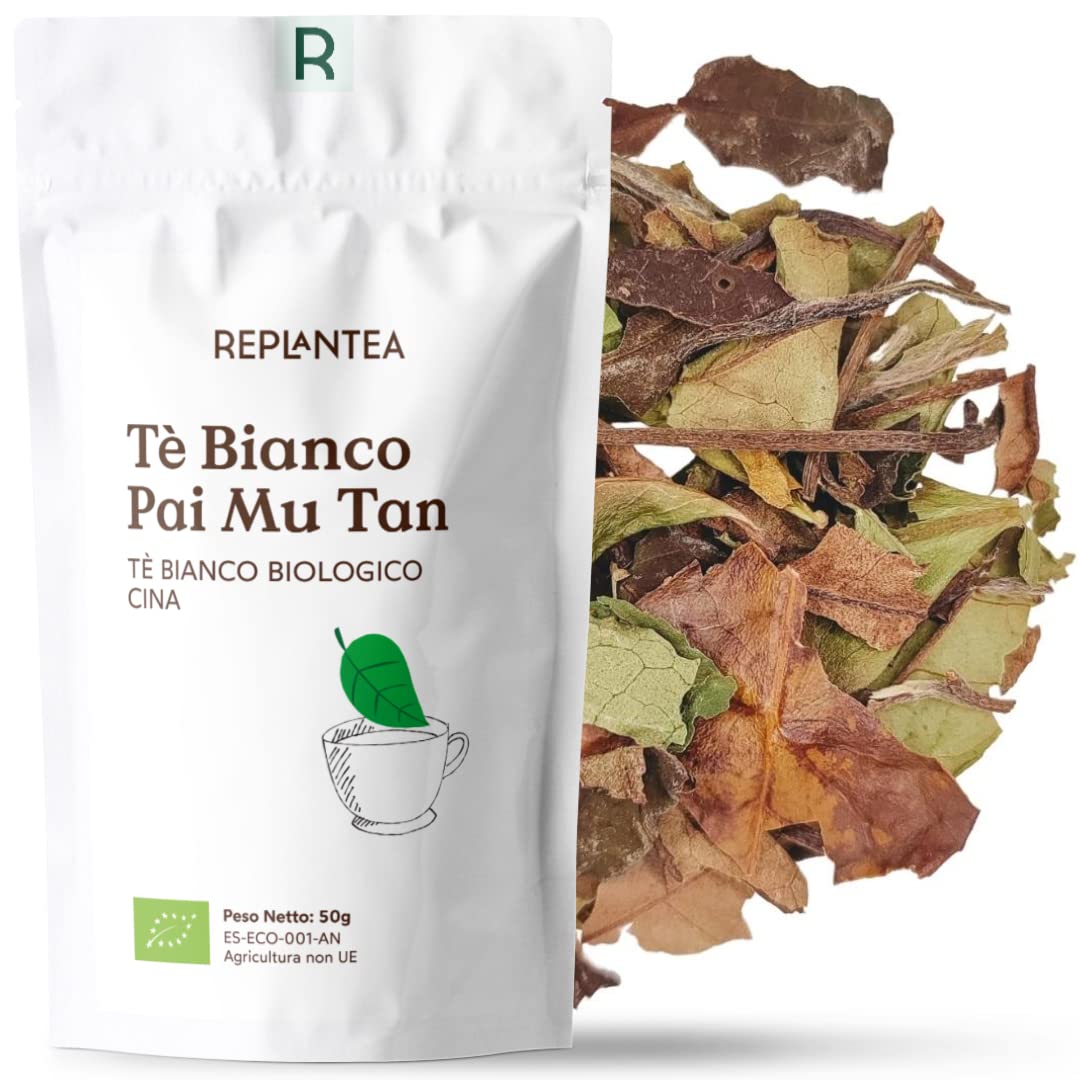 R
REPLANTEA
Tè Bianco
Pai Mu Tan
TÈ BIANCO BIOLOGICO
CINA
Peso Netto: 50g
ES-ECO-001-AN
Agricultura non UE